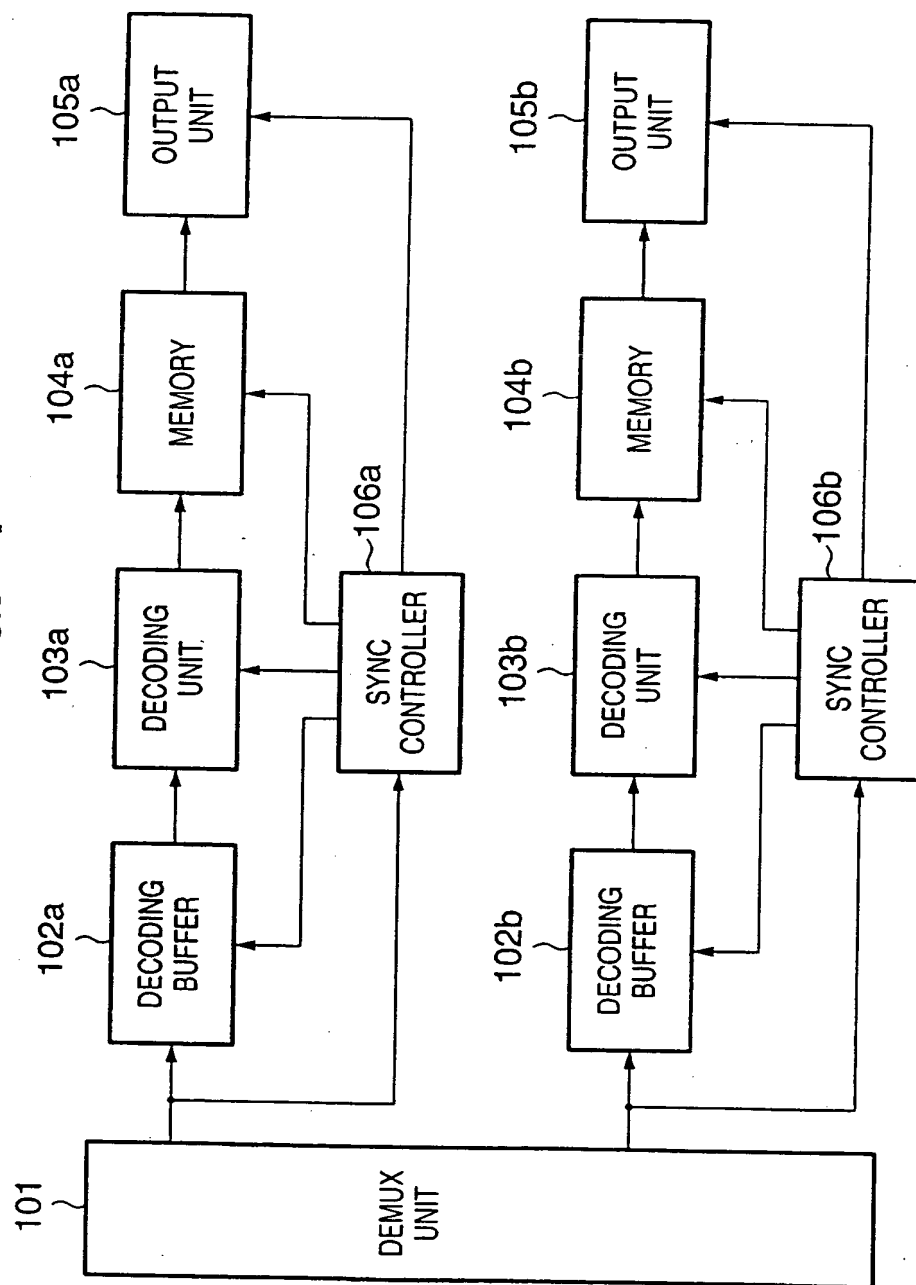 101
DEMUX
UNIT
102a
DECODING
BUFFER
103a
DECODING
UNIT
104a
MEMORY
105a
OUTPUT
UNIT
106a
SYNC
CONTROLLER
102b
DECODING
BUFFER
103b
DECODING
UNIT
104b
MEMORY
105b
OUTPUT
UNIT
106b
SYNC
CONTROLLER